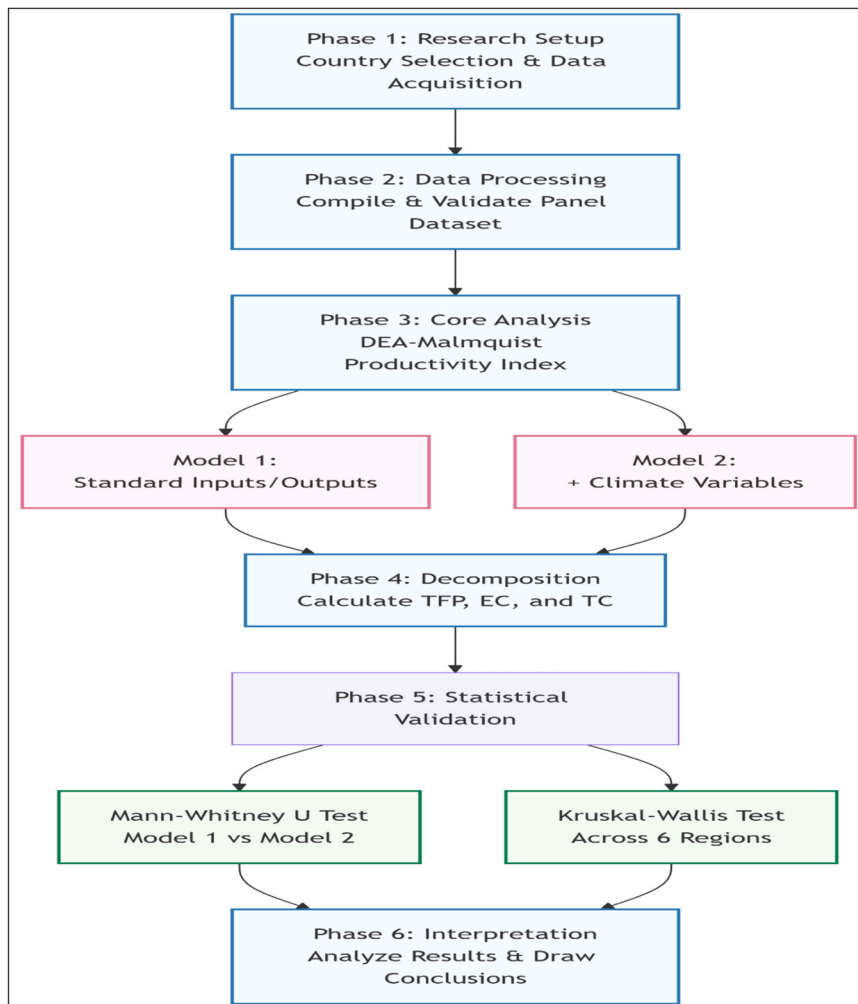 Phase 1: Research Setup
Country Selection & Data
Acquisition
Phase 2: Data Processing
Compile & Validate Panel
Dataset
Phase 3: Core Analysis
DEA-Malmquist
Productivity Index
Model 1:
Standard Inputs/Outputs
Model 2:
+ Climate Variables
Phase 4: Decomposition
Calculate TFP, EC, and TC
Phase 5: Statistical
Validation
Mann-Whitney U Test
Model 1 vs Model 2
Kruskal-Wallis Test
Across 6 Regions
Phase 6: Interpretation
Analyze Results & Draw
Conclusions